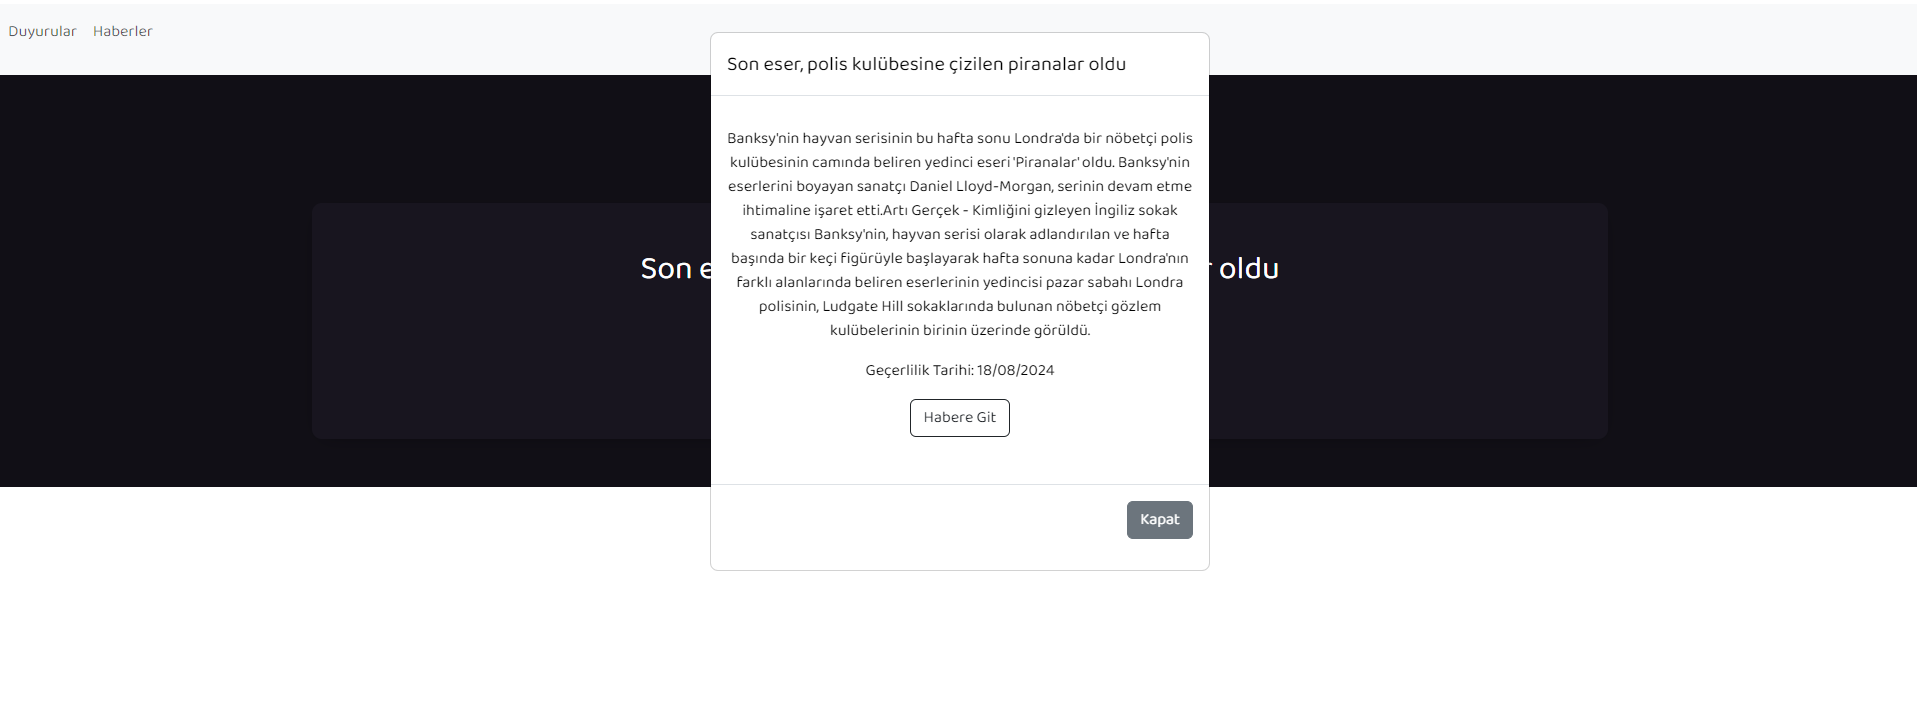 Duyurular Haberler
Son eser, polis kulübesine çizilen piranalar oldu
Banksy'nin hayvan serisinin bu hafta sonu Londra'da bir nöbetçi polis
kulübesinin camında beliren yedinci eseri 'Piranalar' oldu. Banksy'nin
eserlerini boyayan sanatçı Daniel Lloyd-Morgan, serinin devam etme
ihtimaline işaret etti.Artı Gerçek - Kimliğini gizleyen İngiliz sokak
sanatçısı Banksy'nin, hayvan serisi olarak adlandırılan ve hafta
başında bir keçi figürüyle başlayarak hafta sonuna kadar Londra'nın
farklı alanlarında beliren eserlerinin yedincisi pazar sabahı Londra
polisinin, Ludgate Hill sokaklarında bulunan nöbetçi gözlem
kulübelerinin birinin üzerinde görüldü.
Geçerlilik Tarihi: 18/08/2024
Habere Git
Kapat
Son oldu